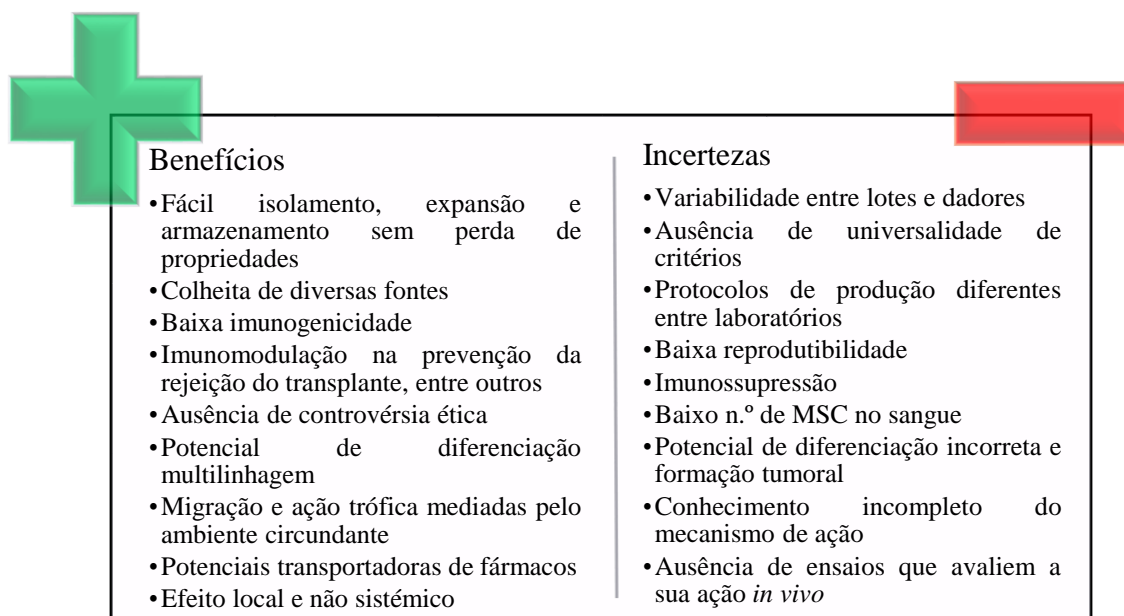 Benefícios
•Fácil isolamento, expansão e
armazenamento sem perda de
propriedades
•Colheita de diversas fontes
•Baixa imunogenicidade
•Imunomodulação na prevenção da
rejeição do transplante, entre outros
•Ausência de controvérsia ética
•Potencial de diferenciação
multilinhagem
•Migração e ação trófica mediadas pelo
ambiente circundante
•Potenciais transportadoras de fármacos
•Efeito local e não sistémico
Incertezas
•Variabilidade entre lotes e dadores
•Ausência de universalidade de
critérios
•Protocolos de produção diferentes
entre laboratórios
•Baixa reprodutibilidade
•Imunossupressão
•Baixo n.º de MSC no sangue
•Potencial de diferenciação incorreta e
formação tumoral
•Conhecimento incompleto do
mecanismo de ação
•Ausência de ensaios que avaliem a
sua ação in vivo